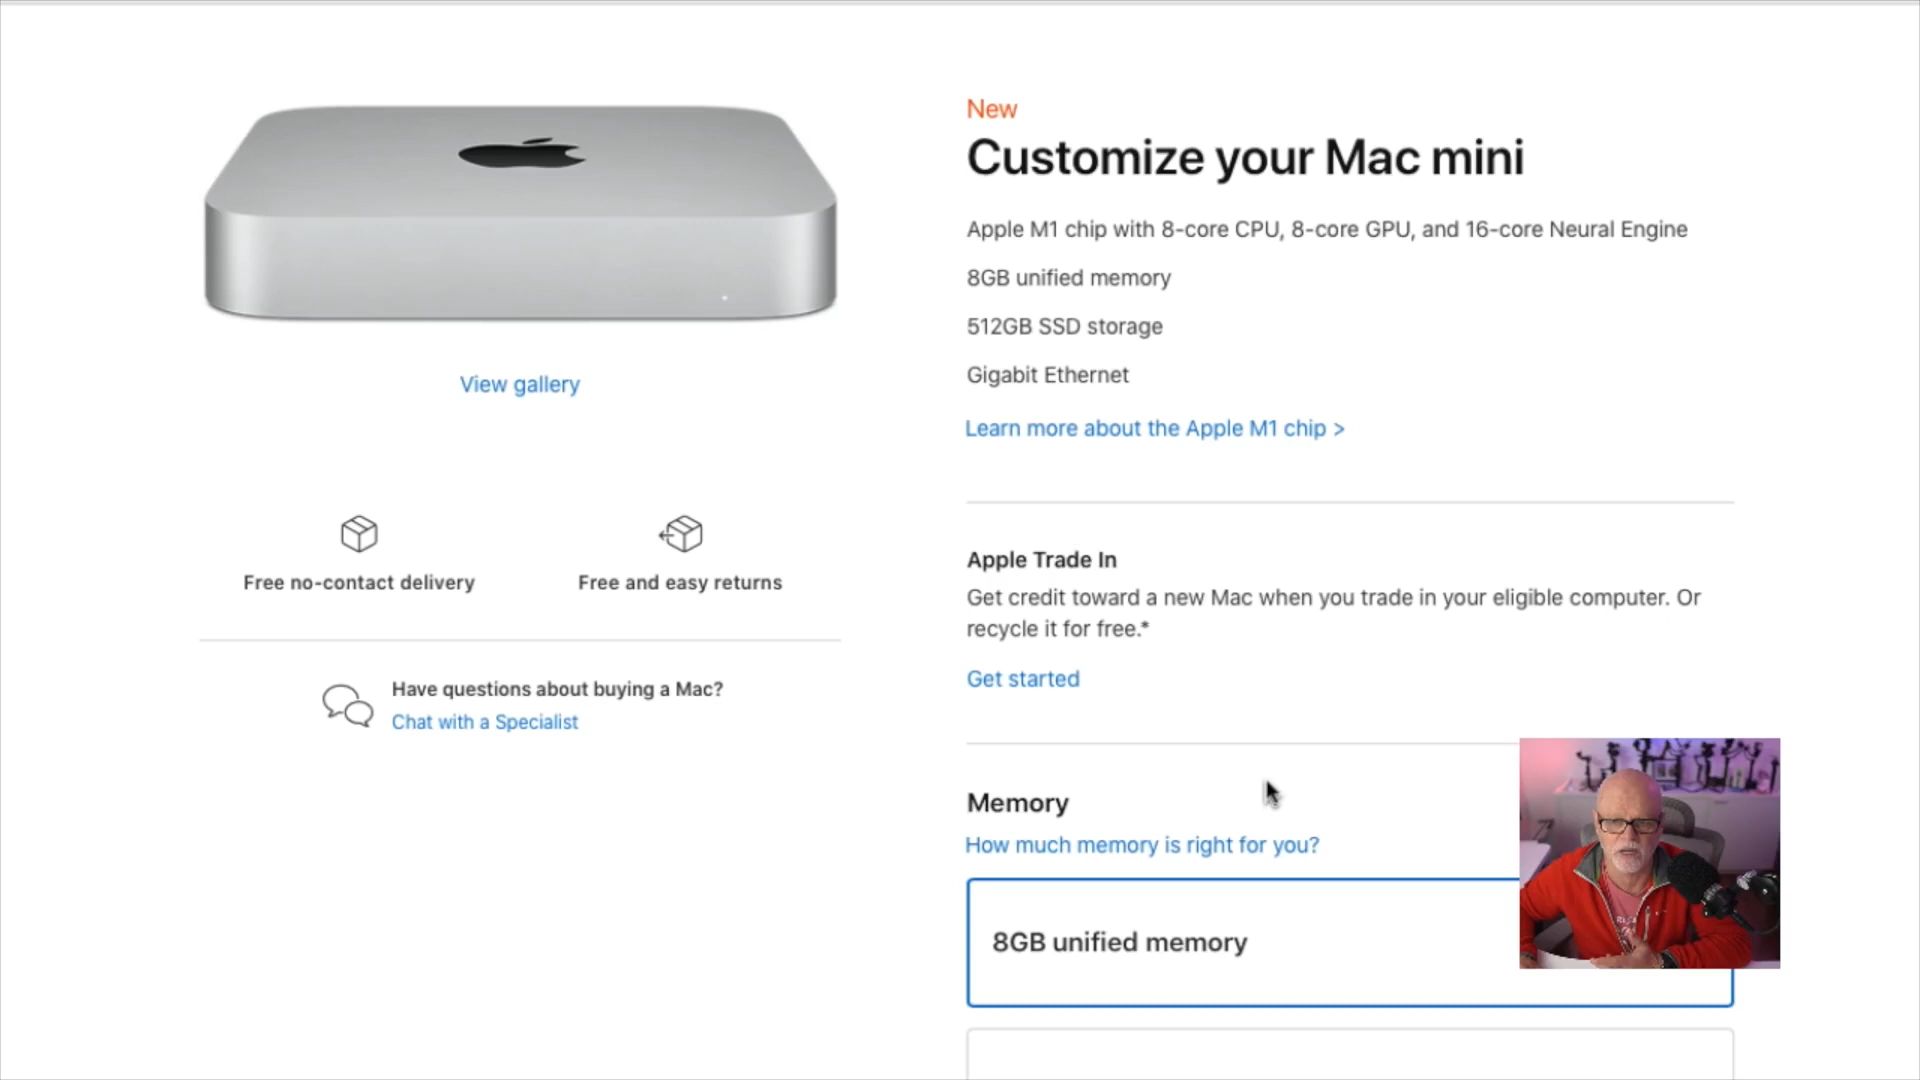 New
Customize your Mac mini
Apple M1 chip with 8-core CPU, 8-core GPU, and 16-core Neural Engine
8GB unified memory
512GB SSD storage
Gigabit Ethernet
Learn more about the Apple M1 chip >
View gallery
Free no-contact delivery
Free and easy returns
Have questions about buying a Mac?
Chat with a Specialist
Apple Trade In
Get credit toward a new Mac when you trade in your eligible computer. Or
recycle it for free.*
Get started
Memory
How much memory is right for you?
8GB unified memory